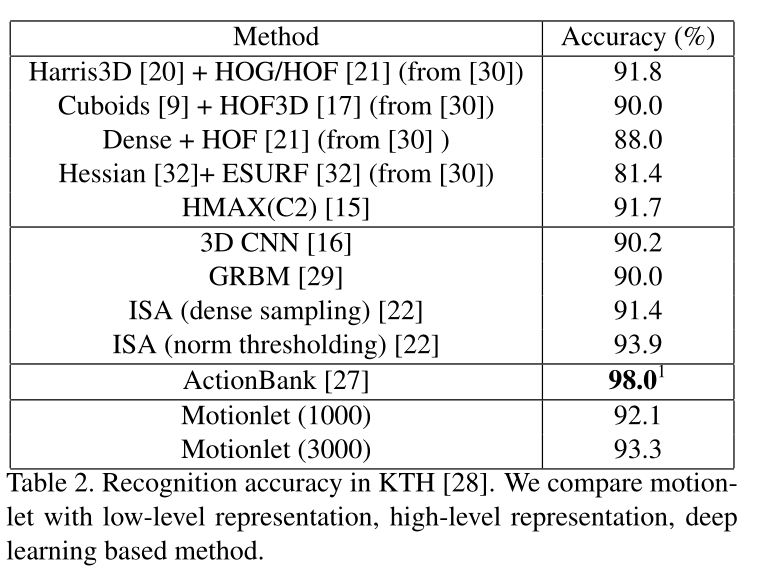 Method Accuracy (%)
Harris3D [20] + HOG/HOF [21] (from [30]) 91.8
Cuboids [9] + HOF3D [17] (from [30]) 90.0
Dense + HOF [21] (from [30] ) 88.0
Hessian [32]+ ESURF [32] (from [30]) 81.4
HMAX(C2) [15] 91.7
3D CNN [16] 90.2
GRBM [29] 90.0
ISA (dense sampling) [22] 91.4
ISA (norm thresholding) [22] 93.9
ActionBank [27] 98.0¹
Motionlet (1000) 92.1
Motionlet (3000) 93.3
Table 2. Recognition accuracy in KTH [28]. We compare motion-
let with low-level representation, high-level representation, deep
learning based method.